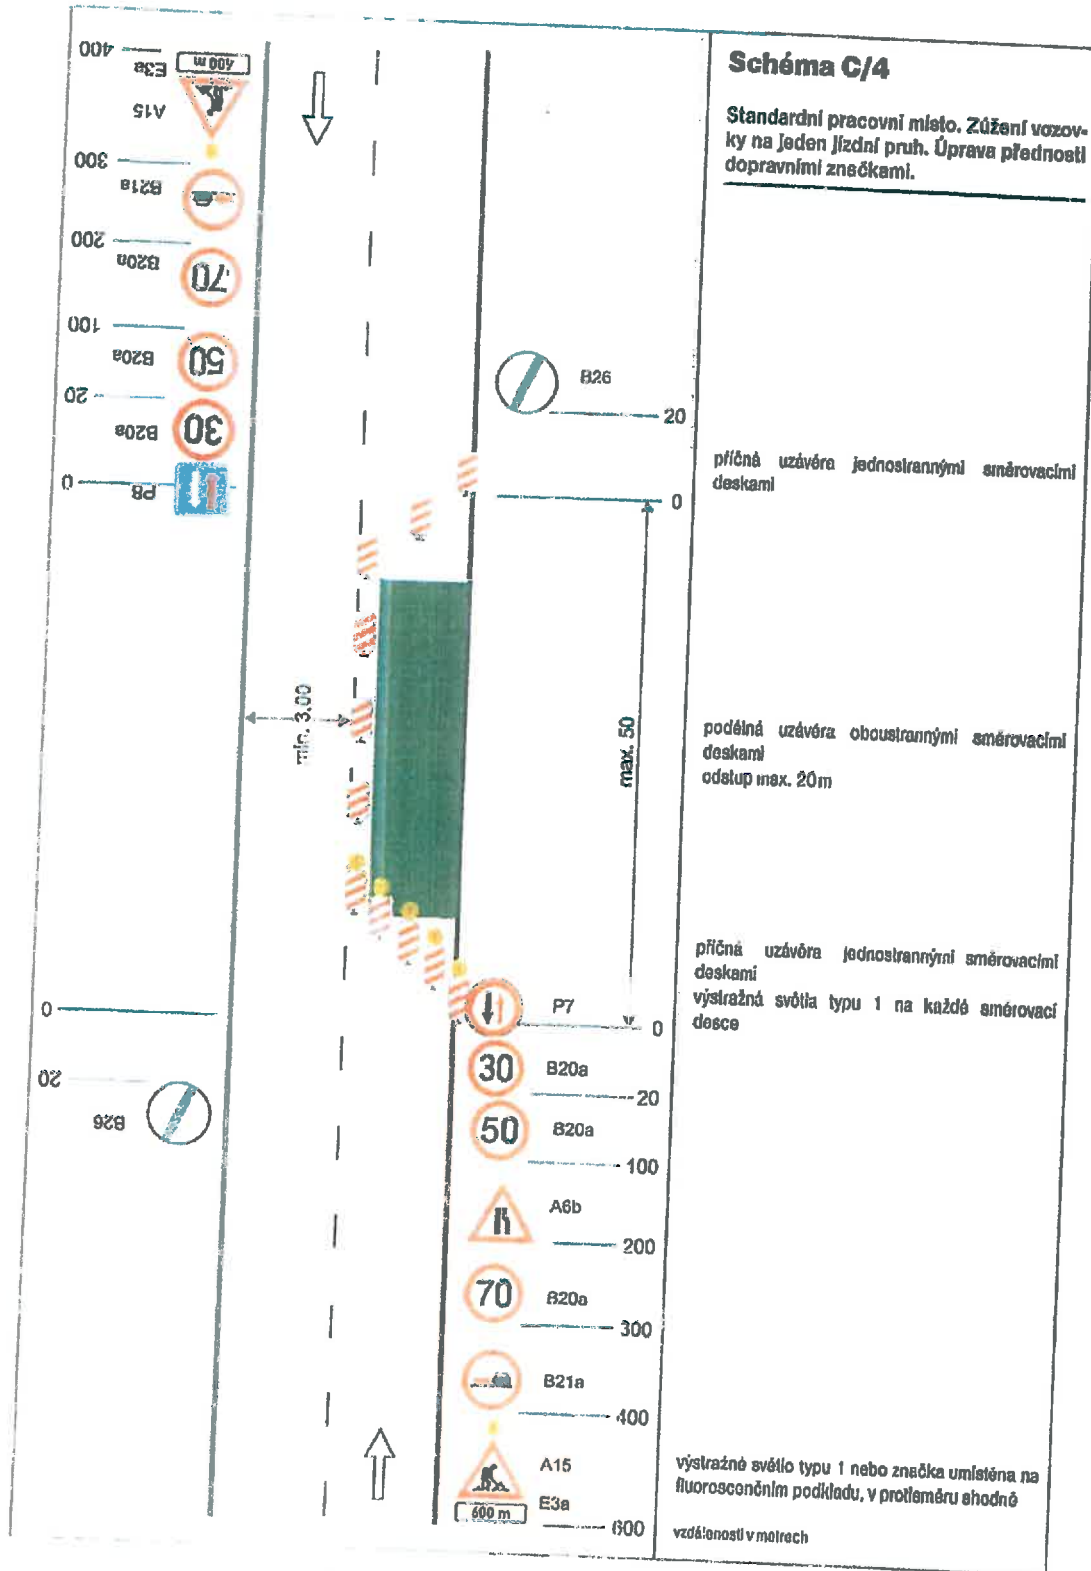 Schéma C/4
Standardní pracovní místo. Zúžení vozov-
ky na jeden jízdní pruh. Úprava přednosti
dopravními značkami.
400
E3a
400 m
A15
300
B21a
200
B20a
70
100
B20a
50
20
B20a
30
0
P8
B26
20
0
příčná uzávěra jednostrannými směrovacími
deskami
min. 3.00
max. 50
podélná uzávěra oboustrannými směrovacími
deskami
odstup max. 20m
příčná uzávěra jednostrannými směrovacími
deskami
výstražná světla typu 1 na každé směrovací
desce
0
20
B26
P7
0
30
B20a
20
50
B20a
100
A6b
200
70
B20a
300
B21a
400
A15
E3a
600 m
600
výstražné světlo typu 1 nebo značka umístěna na
fluorescenčním podkladu, v protisměru shodně
vzdálenosti v metrech